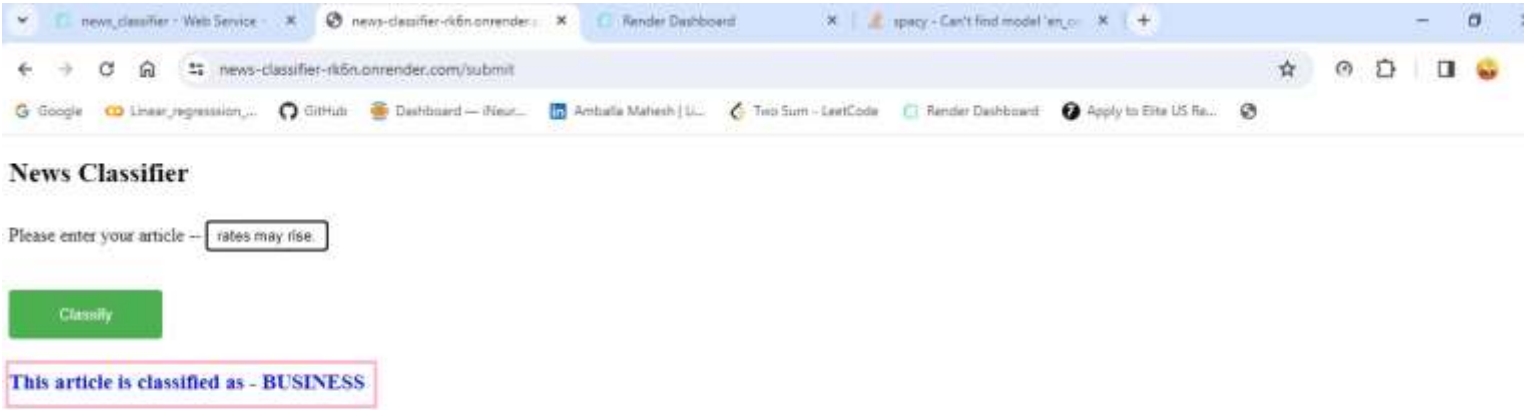 news_classifier - Web Service -
news-classifier-rk6n.onrender.c
Render Dashboard
spacy - Can't find model 'en_co
news-classifier-rk6n.onrender.com/submit
Google
Linear_regresssion_...
GitHub
Dashboard — iNeur...
Amballa Mahesh | Li...
Two Sum - LeetCode
Render Dashboard
Apply to Elite US Re...
News Classifier
Please enter your article -- rates may rise.
Classify
This article is classified as - BUSINESS